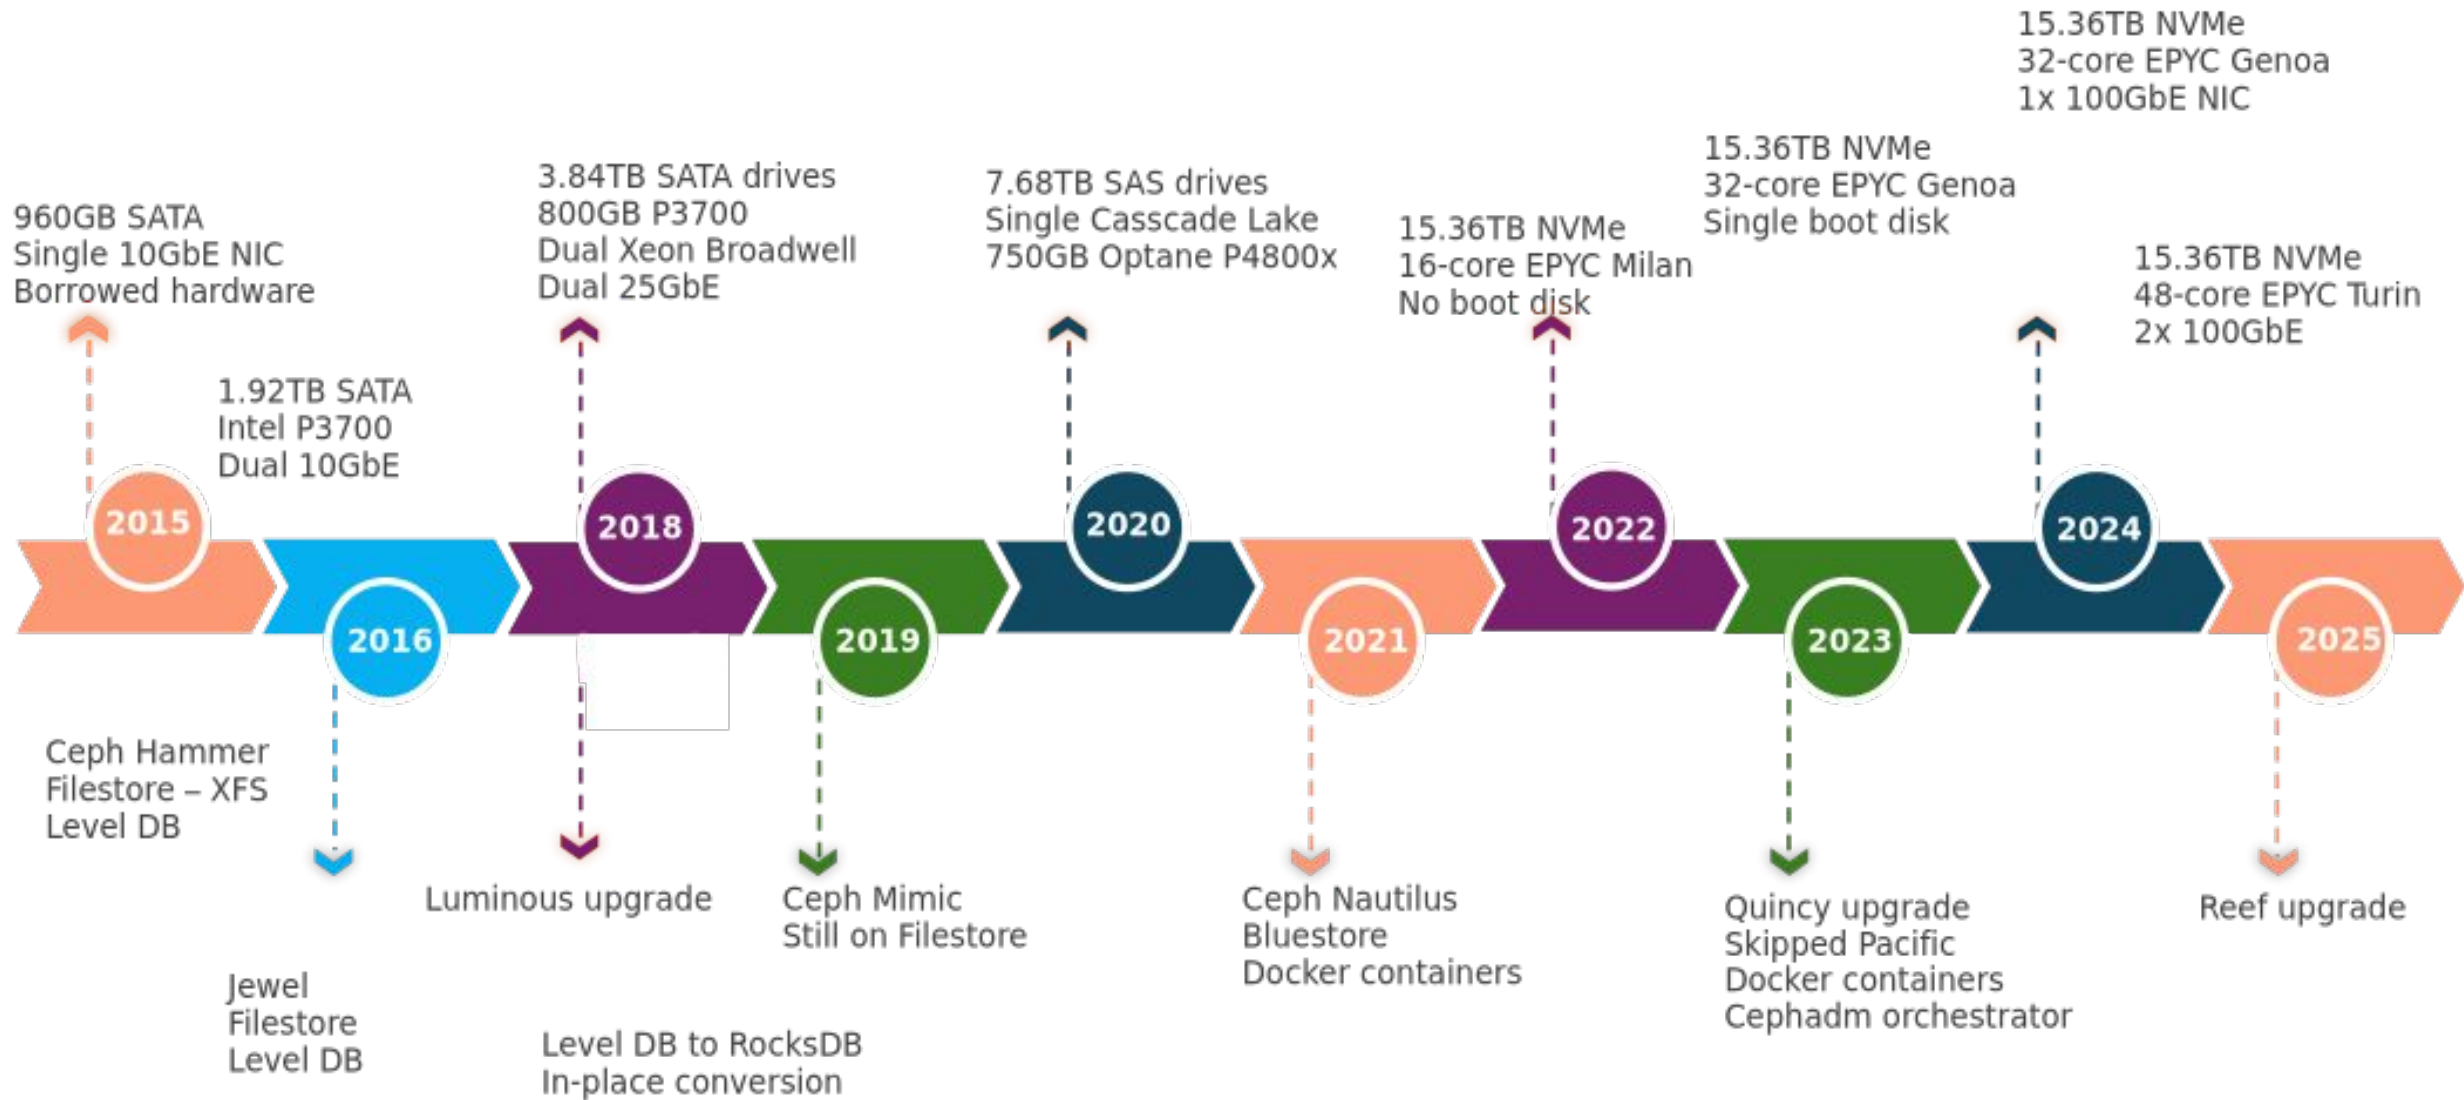 15.36TB NVMe
32-core EPYC Genoa
1x 100GbE NIC
15.36TB NVMe
32-core EPYC Genoa
Single boot disk
3.84TB SATA drives
800GB P3700
Dual Xeon Broadwell
Dual 25GbE
7.68TB SAS drives
Single Casscade Lake
750GB Optane P4800x
960GB SATA
Single 10GbE NIC
Borrowed hardware
15.36TB NVMe
16-core EPYC Milan
No boot disk
15.36TB NVMe
48-core EPYC Turin
2x 100GbE
1.92TB SATA
Intel P3700
Dual 10GbE
2015
2016
2018
2019
2020
2021
2022
2023
2024
2025
Ceph Hammer
Filestore – XFS
Level DB
Jewel
Filestore
Level DB
Luminous upgrade
Level DB to RocksDB
In-place conversion
Ceph Mimic
Still on Filestore
Ceph Nautilus
Bluestore
Docker containers
Quincy upgrade
Skipped Pacific
Docker containers
Cephadm orchestrator
Reef upgrade